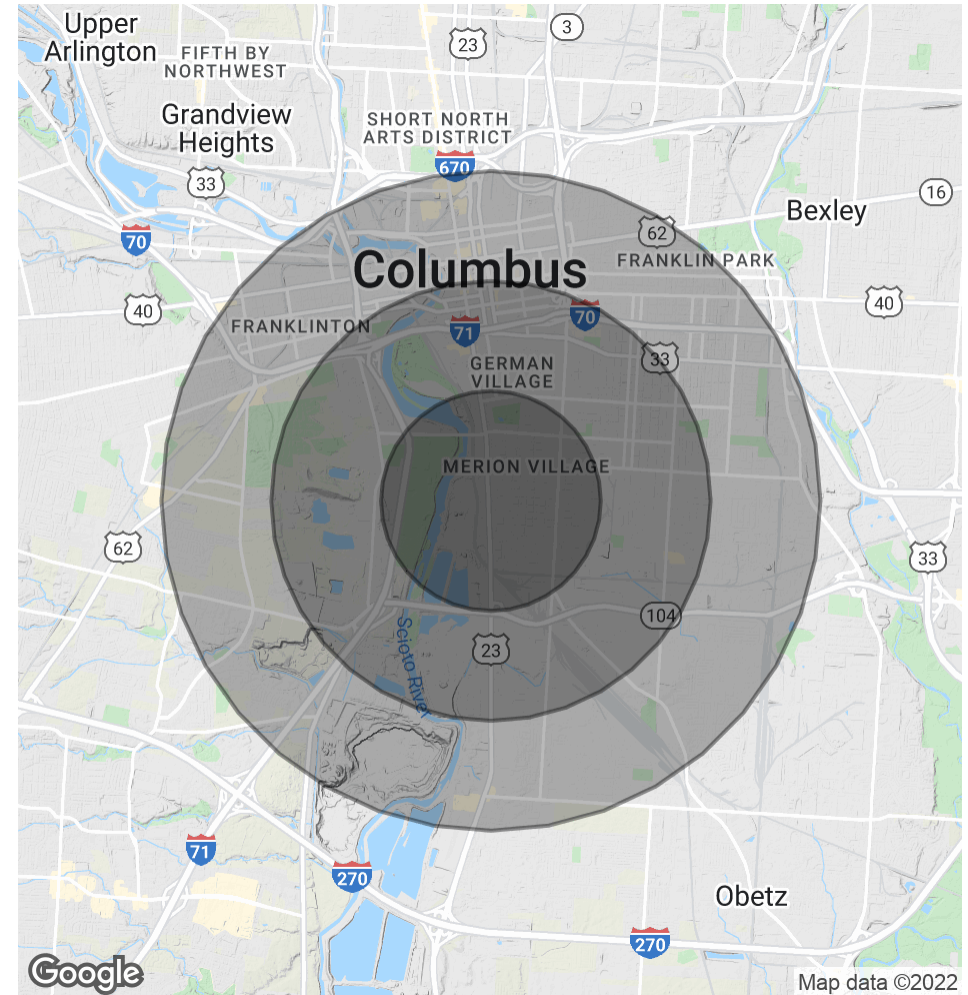 Upper
Arlington
FIFTH BY
NORTHWEST
23
3
Grandview
Heights
SHORT NORTH
ARTS DISTRICT
670
33
16
Bexley
62
70
FRANKLIN PARK
Columbus
40
40
FRANKLINTON
71
70
33
GERMAN
VILLAGE
MERION VILLAGE
62
33
104
Scioto River
23
71
270
Obetz
270
Google
Map data ©2022